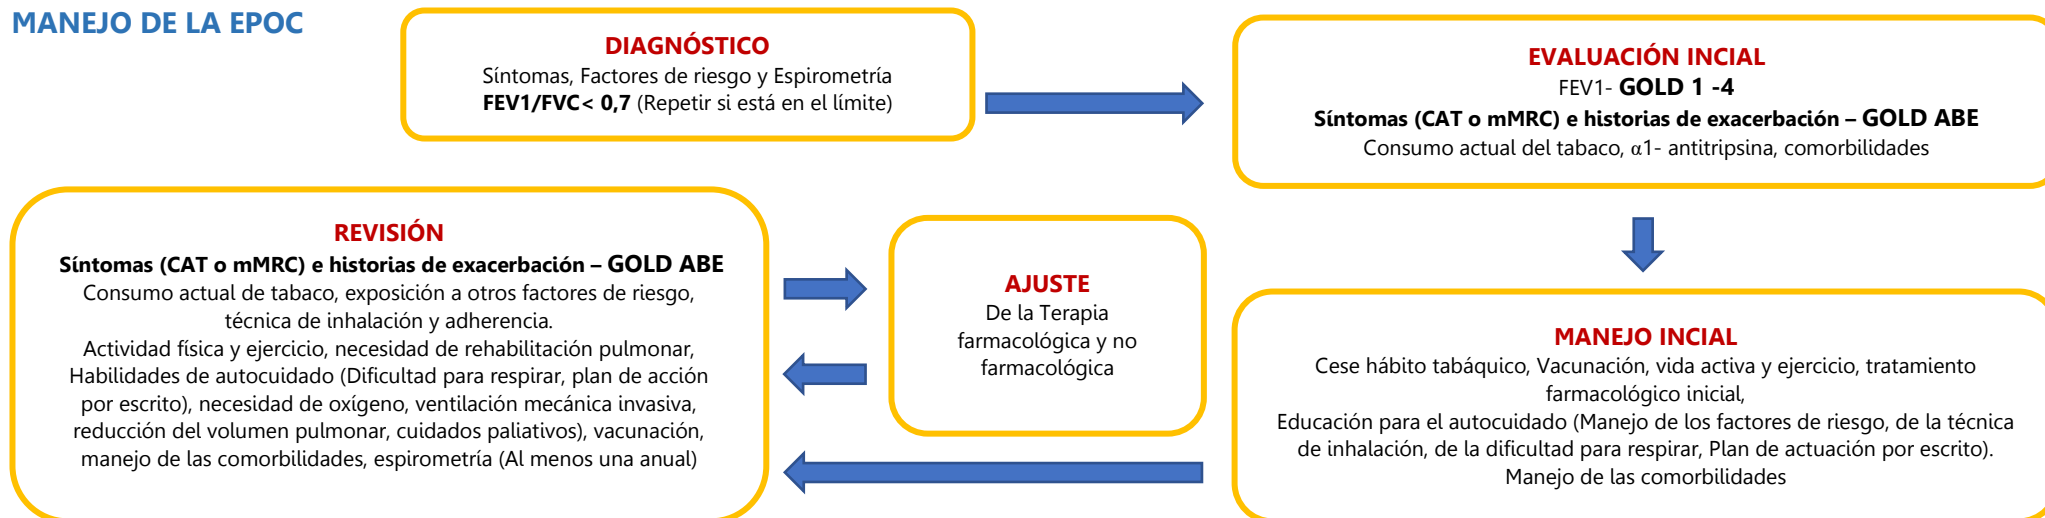 MANEJO DE LA EPOC
DIAGNÓSTICO
Síntomas, Factores de riesgo y Espirometría
FEV1/FVC< 0,7 (Repetir si está en el límite)
EVALUACIÓN INCIAL
FEV1- GOLD 1 -4
Síntomas (CAT o mMRC) e historias de exacerbación – GOLD ABE
Consumo actual del tabaco, α1- antitripsina, comorbilidades
REVISIÓN
Síntomas (CAT o mMRC) e historias de exacerbación – GOLD ABE
Consumo actual de tabaco, exposición a otros factores de riesgo,
técnica de inhalación y adherencia.
Actividad física y ejercicio, necesidad de rehabilitación pulmonar,
Habilidades de autocuidado (Dificultad para respirar, plan de acción
por escrito), necesidad de oxígeno, ventilación mecánica invasiva,
reducción del volumen pulmonar, cuidados paliativos), vacunación,
manejo de las comorbilidades, espirometría (Al menos una anual)
AJUSTE
De la Terapia
farmacológica y no
farmacológica
MANEJO INCIAL
Cese hábito tabáquico, Vacunación, vida activa y ejercicio, tratamiento
farmacológico inicial,
Educación para el autocuidado (Manejo de los factores de riesgo, de la técnica
de inhalación, de la dificultad para respirar, Plan de actuación por escrito).
Manejo de las comorbilidades